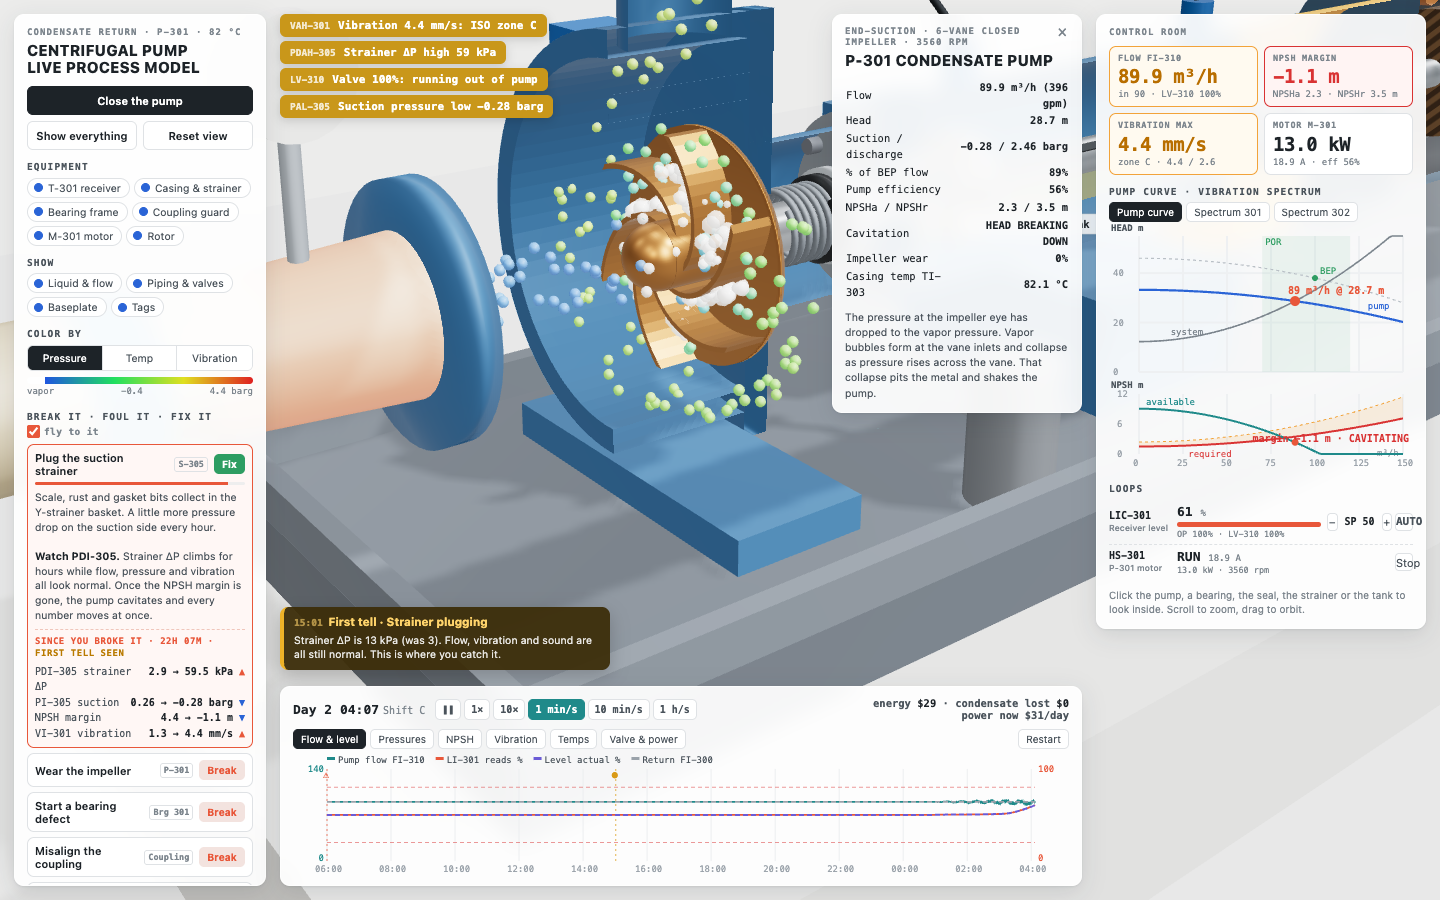 CONDENSATE RETURN · P-301 · 82 °C
CENTRIFUGAL PUMP
LIVE PROCESS MODEL
Close the pump
Show everything
Reset view
EQUIPMENT
T-301 receiver
Casing & strainer
Bearing frame
Coupling guard
M-301 motor
Rotor
SHOW
Liquid & flow
Piping & valves
Baseplate
Tags
COLOR BY
Pressure
Temp
Vibration
vapor
-0.4
4.4 barg
BREAK IT · FOUL IT · FIX IT
fly to it
Plug the suction
strainer
S-305
Fix
Scale, rust and gasket bits collect in the
Y-strainer basket. A little more pressure
drop on the suction side every hour.
Watch PDI-305. Strainer ΔP climbs for
hours while flow, pressure and vibration
all look normal. Once the NPSH margin is
gone, the pump cavitates and every
number moves at once.
SINCE YOU BROKE IT · 22H 07M ·
FIRST TELL SEEN
PDI-305 strainer 2.9 → 59.5 kPa ▲
ΔP
PI-305 suction 0.26 → -0.28 barg ▼
NPSH margin 4.4 → -1.1 m ▼
VI-301 vibration 1.3 → 4.4 mm/s ▲
Wear the impeller
P-301
Break
Start a bearing
defect
Brg 301
Break
Misalign the
coupling
Coupling
Break
VAH-301 Vibration 4.4 mm/s: ISO zone C
PDAH-305 Strainer ΔP high 59 kPa
LV-310 Valve 100%: running out of pump
PAL-305 Suction pressure low -0.28 barg
15:01 First tell · Strainer plugging
Strainer ΔP is 13 kPa (was 3). Flow, vibration and sound are
all still normal. This is where you catch it.
Day 2 04:07 Shift C
1×
10×
1 min/s
10 min/s
1 h/s
energy $29 · condensate lost $0
power now $31/day
Flow & level
Pressures
NPSH
Vibration
Temps
Valve & power
Restart
Pump flow FI-310
LI-301 reads %
Level actual %
Return FI-300
140
100
0
0
06:00 08:00 10:00 12:00 14:00 16:00 18:00 20:00 22:00 00:00 02:00 04:00
END-SUCTION · 6-VANE CLOSED
IMPELLER · 3560 RPM
×
P-301 CONDENSATE PUMP
Flow 89.9 m³/h (396
gpm)
Head 28.7 m
Suction /
discharge -0.28 / 2.46 barg
% of BEP flow 89%
Pump efficiency 56%
NPSHa / NPSHr 2.3 / 3.5 m
Cavitation HEAD BREAKING
DOWN
Impeller wear 0%
Casing temp TI-
303 82.1 °C
The pressure at the impeller eye has
dropped to the vapor pressure. Vapor
bubbles form at the vane inlets and collapse
as pressure rises across the vane. That
collapse pits the metal and shakes the
pump.
CONTROL ROOM
FLOW FI-310
89.9 m³/h
in 90 · LV-310 100%
NPSH MARGIN
-1.1 m
NPSHa 2.3 · NPSHr 3.5 m
VIBRATION MAX
4.4 mm/s
zone C · 4.4 / 2.6
MOTOR M-301
13.0 kW
18.9 A · eff 56%
PUMP CURVE · VIBRATION SPECTRUM
Pump curve
Spectrum 301
Spectrum 302
HEAD m
POR
BEP
40
89 m³/h @ 28.7 m
pump
20
system
0
NPSH m
12
available
6
margin -1.1 m · CAVITATING
0
required
m³/h
0 25 50 75 100 125 150
LOOPS
LIC-301
Receiver level
61 %
OP 100% · LV-310 100%
−
SP 50
+
AUTO
HS-301
P-301 motor
RUN 18.9 A
13.0 kW · 3560 rpm
Stop
Click the pump, a bearing, the seal, the strainer or the tank to
look inside. Scroll to zoom, drag to orbit.